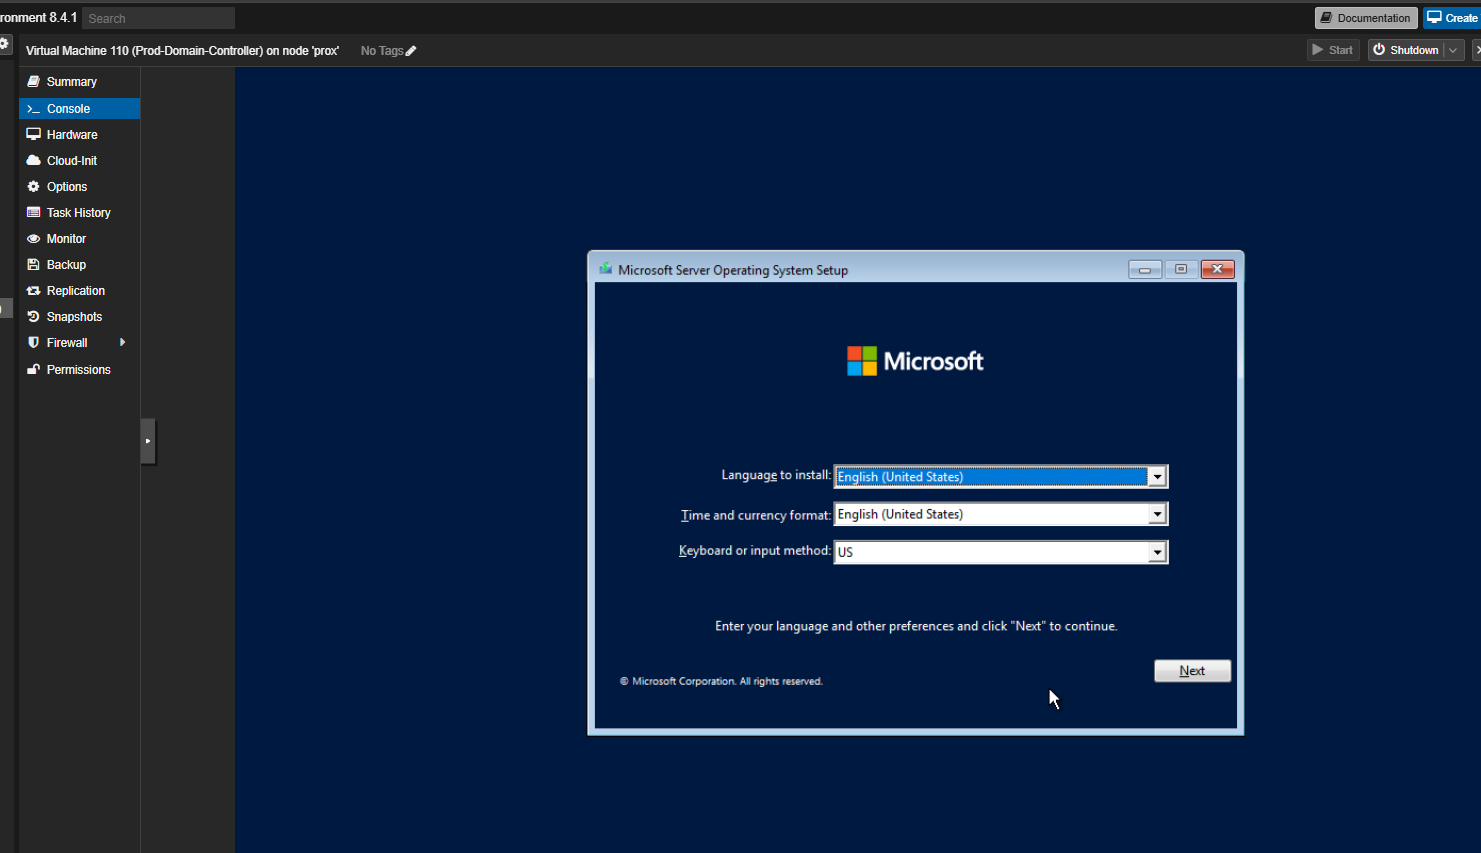 ronment 8.4.1 Search Documentation Create
Virtual Machine 110 (Prod-Domain-Controller) on node 'prox' No Tags Start Shutdown
Summary
Console
Hardware
Cloud-Init
Options
Task History
Monitor
Backup
Replication
Snapshots
Firewall
Permissions
Microsoft Server Operating System Setup
Microsoft
Language to install: English (United States)
Time and currency format: English (United States)
Keyboard or input method: US
Enter your language and other preferences and click "Next" to continue.
Next
© Microsoft Corporation. All rights reserved.